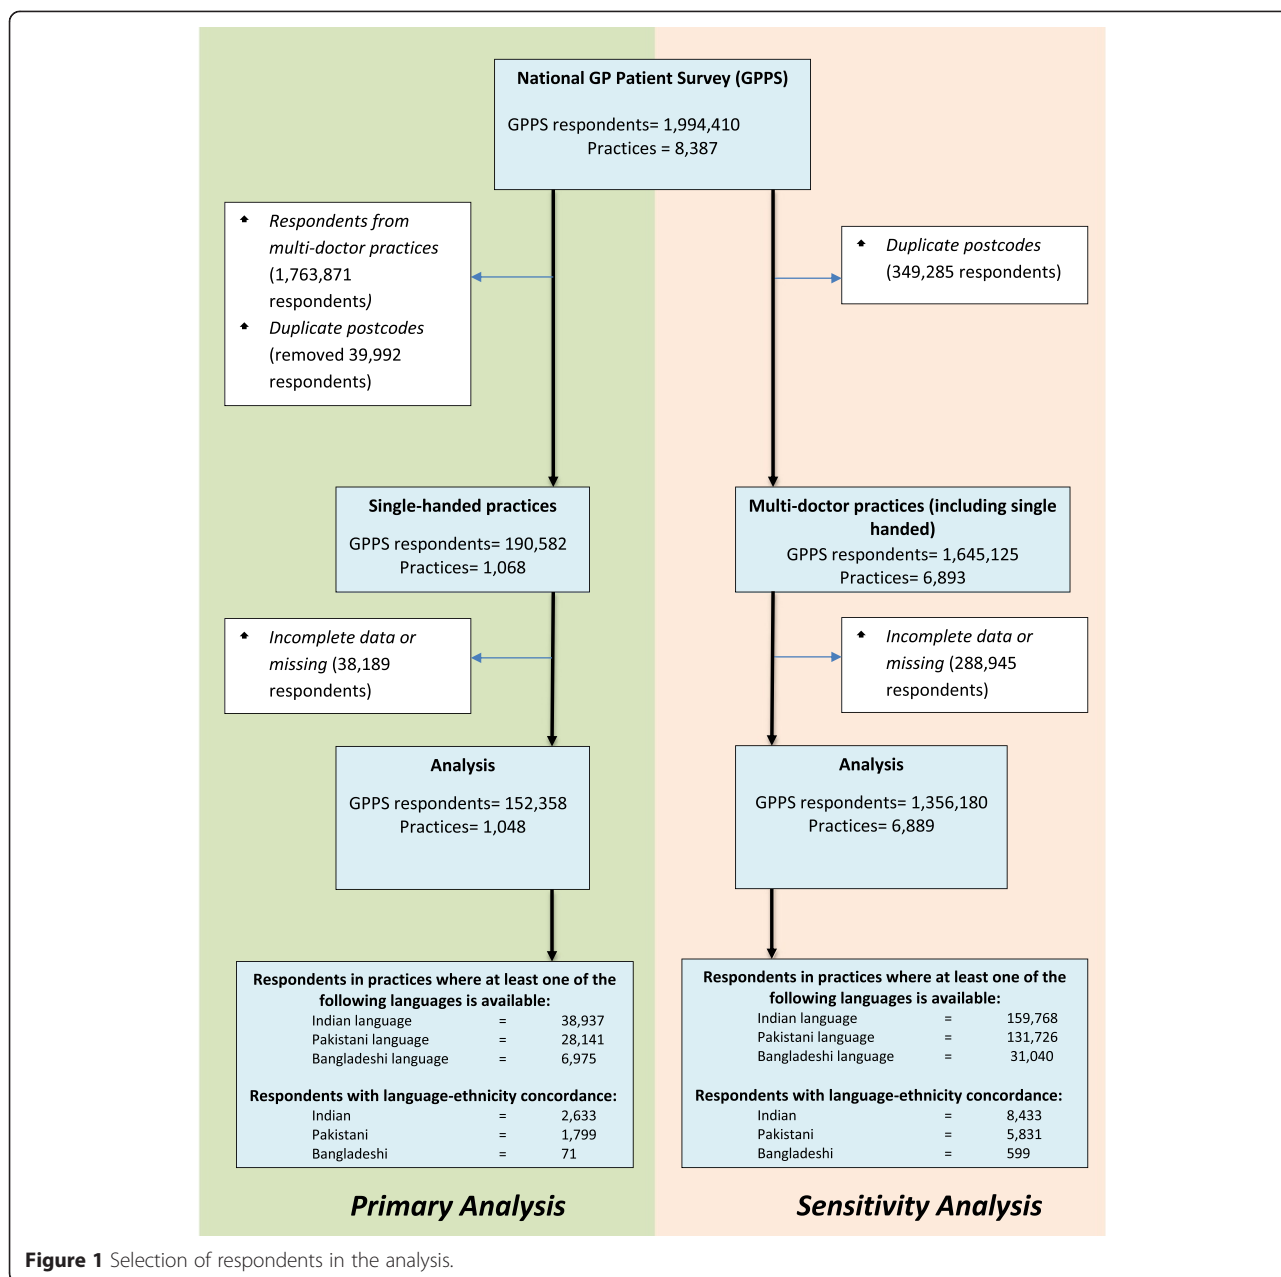 National GP Patient Survey (GPPS)
GPPS respondents= 1,994,410
Practices = 8,387
Respondents from
multi-doctor practices
(1,763,871
respondents)
Duplicate postcodes
(removed 39,992
respondents)
Duplicate postcodes
(349,285 respondents)
Single-handed practices
GPPS respondents= 190,582
Practices= 1,068
Multi-doctor practices (including single
handed)
GPPS respondents= 1,645,125
Practices= 6,893
Incomplete data or
missing (38,189
respondents)
Incomplete data or
missing (288,945
respondents)
Analysis
GPPS respondents= 152,358
Practices= 1,048
Analysis
GPPS respondents= 1,356,180
Practices= 6,889
Respondents in practices where at least one of the
following languages is available:
Indian language = 38,937
Pakistani language = 28,141
Bangladeshi language = 6,975
Respondents with language-ethnicity concordance:
Indian = 2,633
Pakistani = 1,799
Bangladeshi = 71
Respondents in practices where at least one of the
following languages is available:
Indian language = 159,768
Pakistani language = 131,726
Bangladeshi language = 31,040
Respondents with language-ethnicity concordance:
Indian = 8,433
Pakistani = 5,831
Bangladeshi = 599
Primary Analysis
Sensitivity Analysis
Figure 1 Selection of respondents in the analysis.